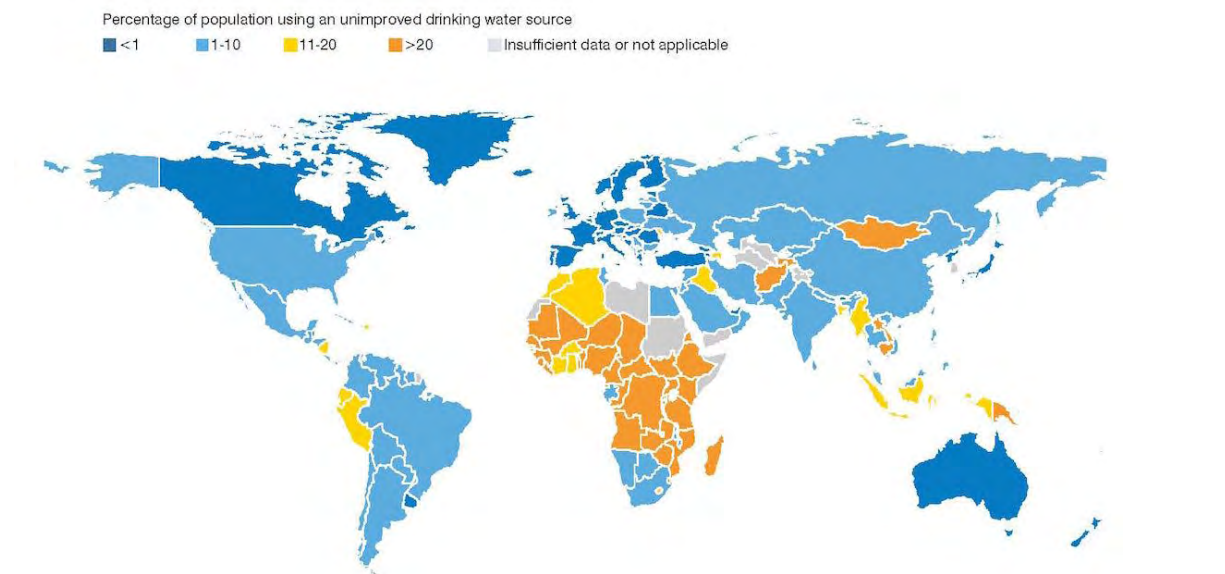 Percentage of population using an unimproved drinking water source
<1 1-10 11-20 >20 Insufficient data or not applicable